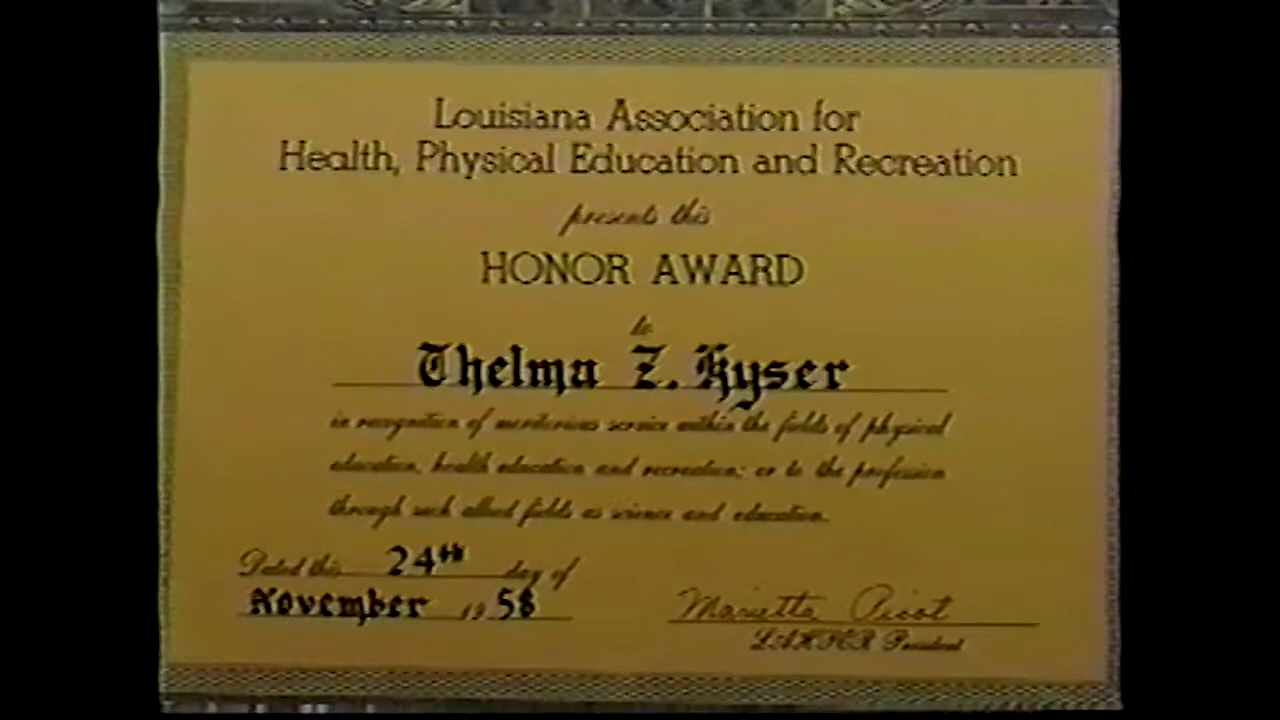 Louisiana Association for
Health, Physical Education and Recreation
presents this
HONOR AWARD
to
Thelma Z. Kyser
in recognition of meritorious service within the fields of physical
education, health education and recreation; or to the profession
through such allied fields as science and education.
Dated this 24th day of
November 1958
Marietta Picot
LAHPER President